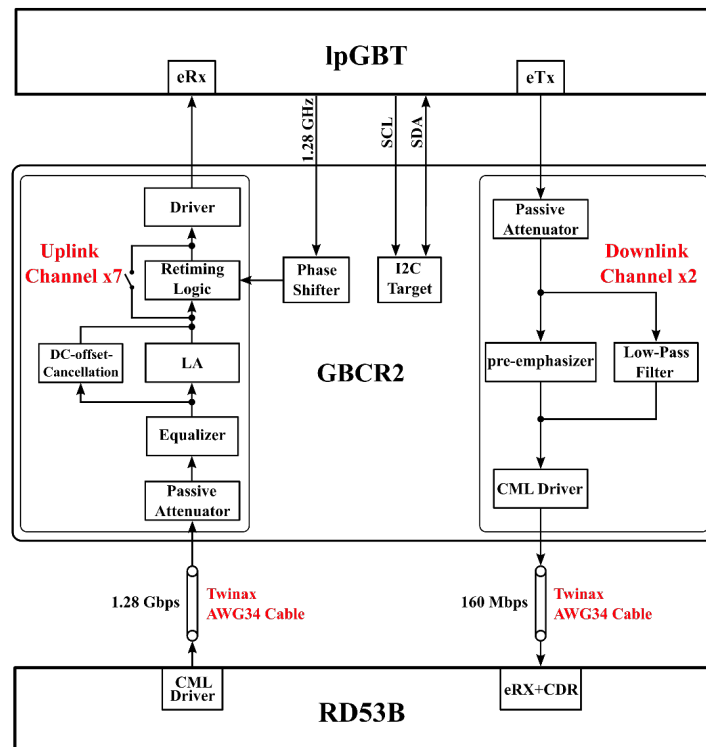 lpGBT
eRx
eTx
1.28 GHz
SCL
SDA
Driver
Passive
Attenuator
Uplink
Channel x7
Downlink
Channel x2
Retiming
Logic
Phase
Shifter
I2C
Target
DC-offset-
Cancellation
LA
GBCR2
pre-emphasizer
Low-Pass
Filter
Equalizer
Passive
Attenuator
CML Driver
1.28 Gbps
Twinax
AWG34 Cable
160 Mbps
Twinax
AWG34 Cable
CML
Driver
eRX+CDR
RD53B